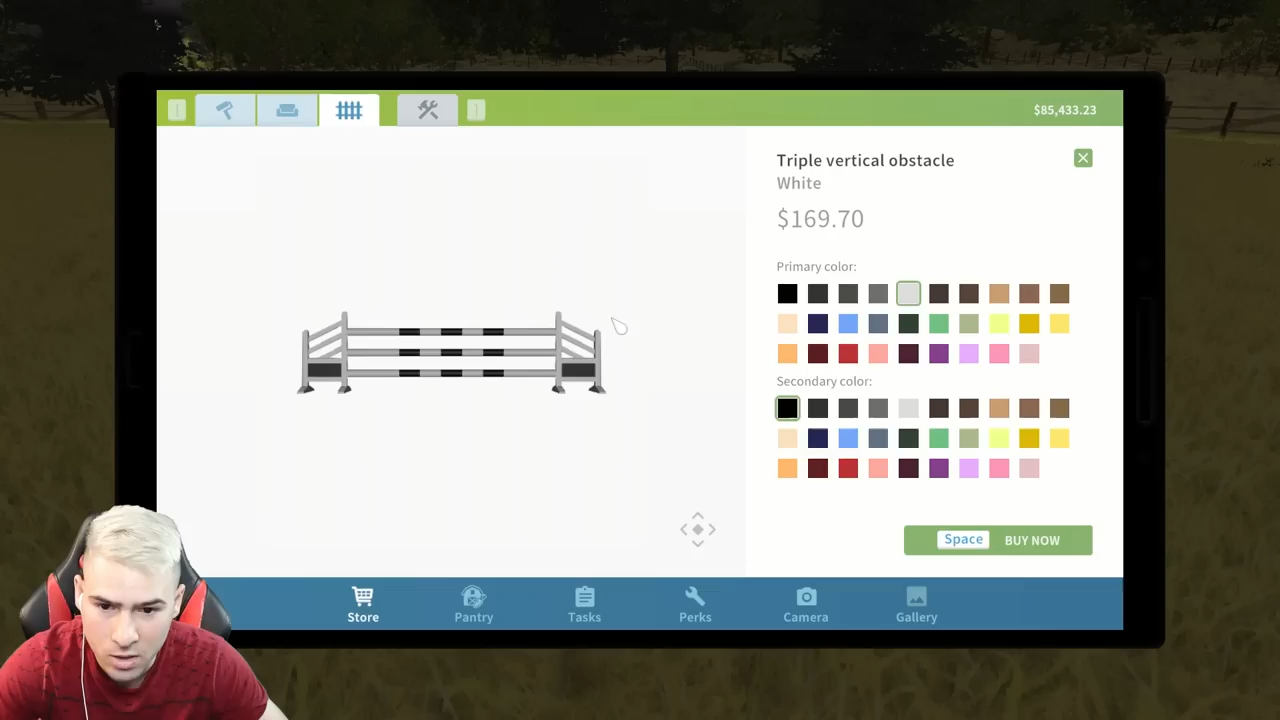 $85,433.23
Triple vertical obstacle
White
$169.70
Primary color:
Secondary color:
Space BUY NOW
Store
Pantry
Tasks
Perks
Camera
Gallery